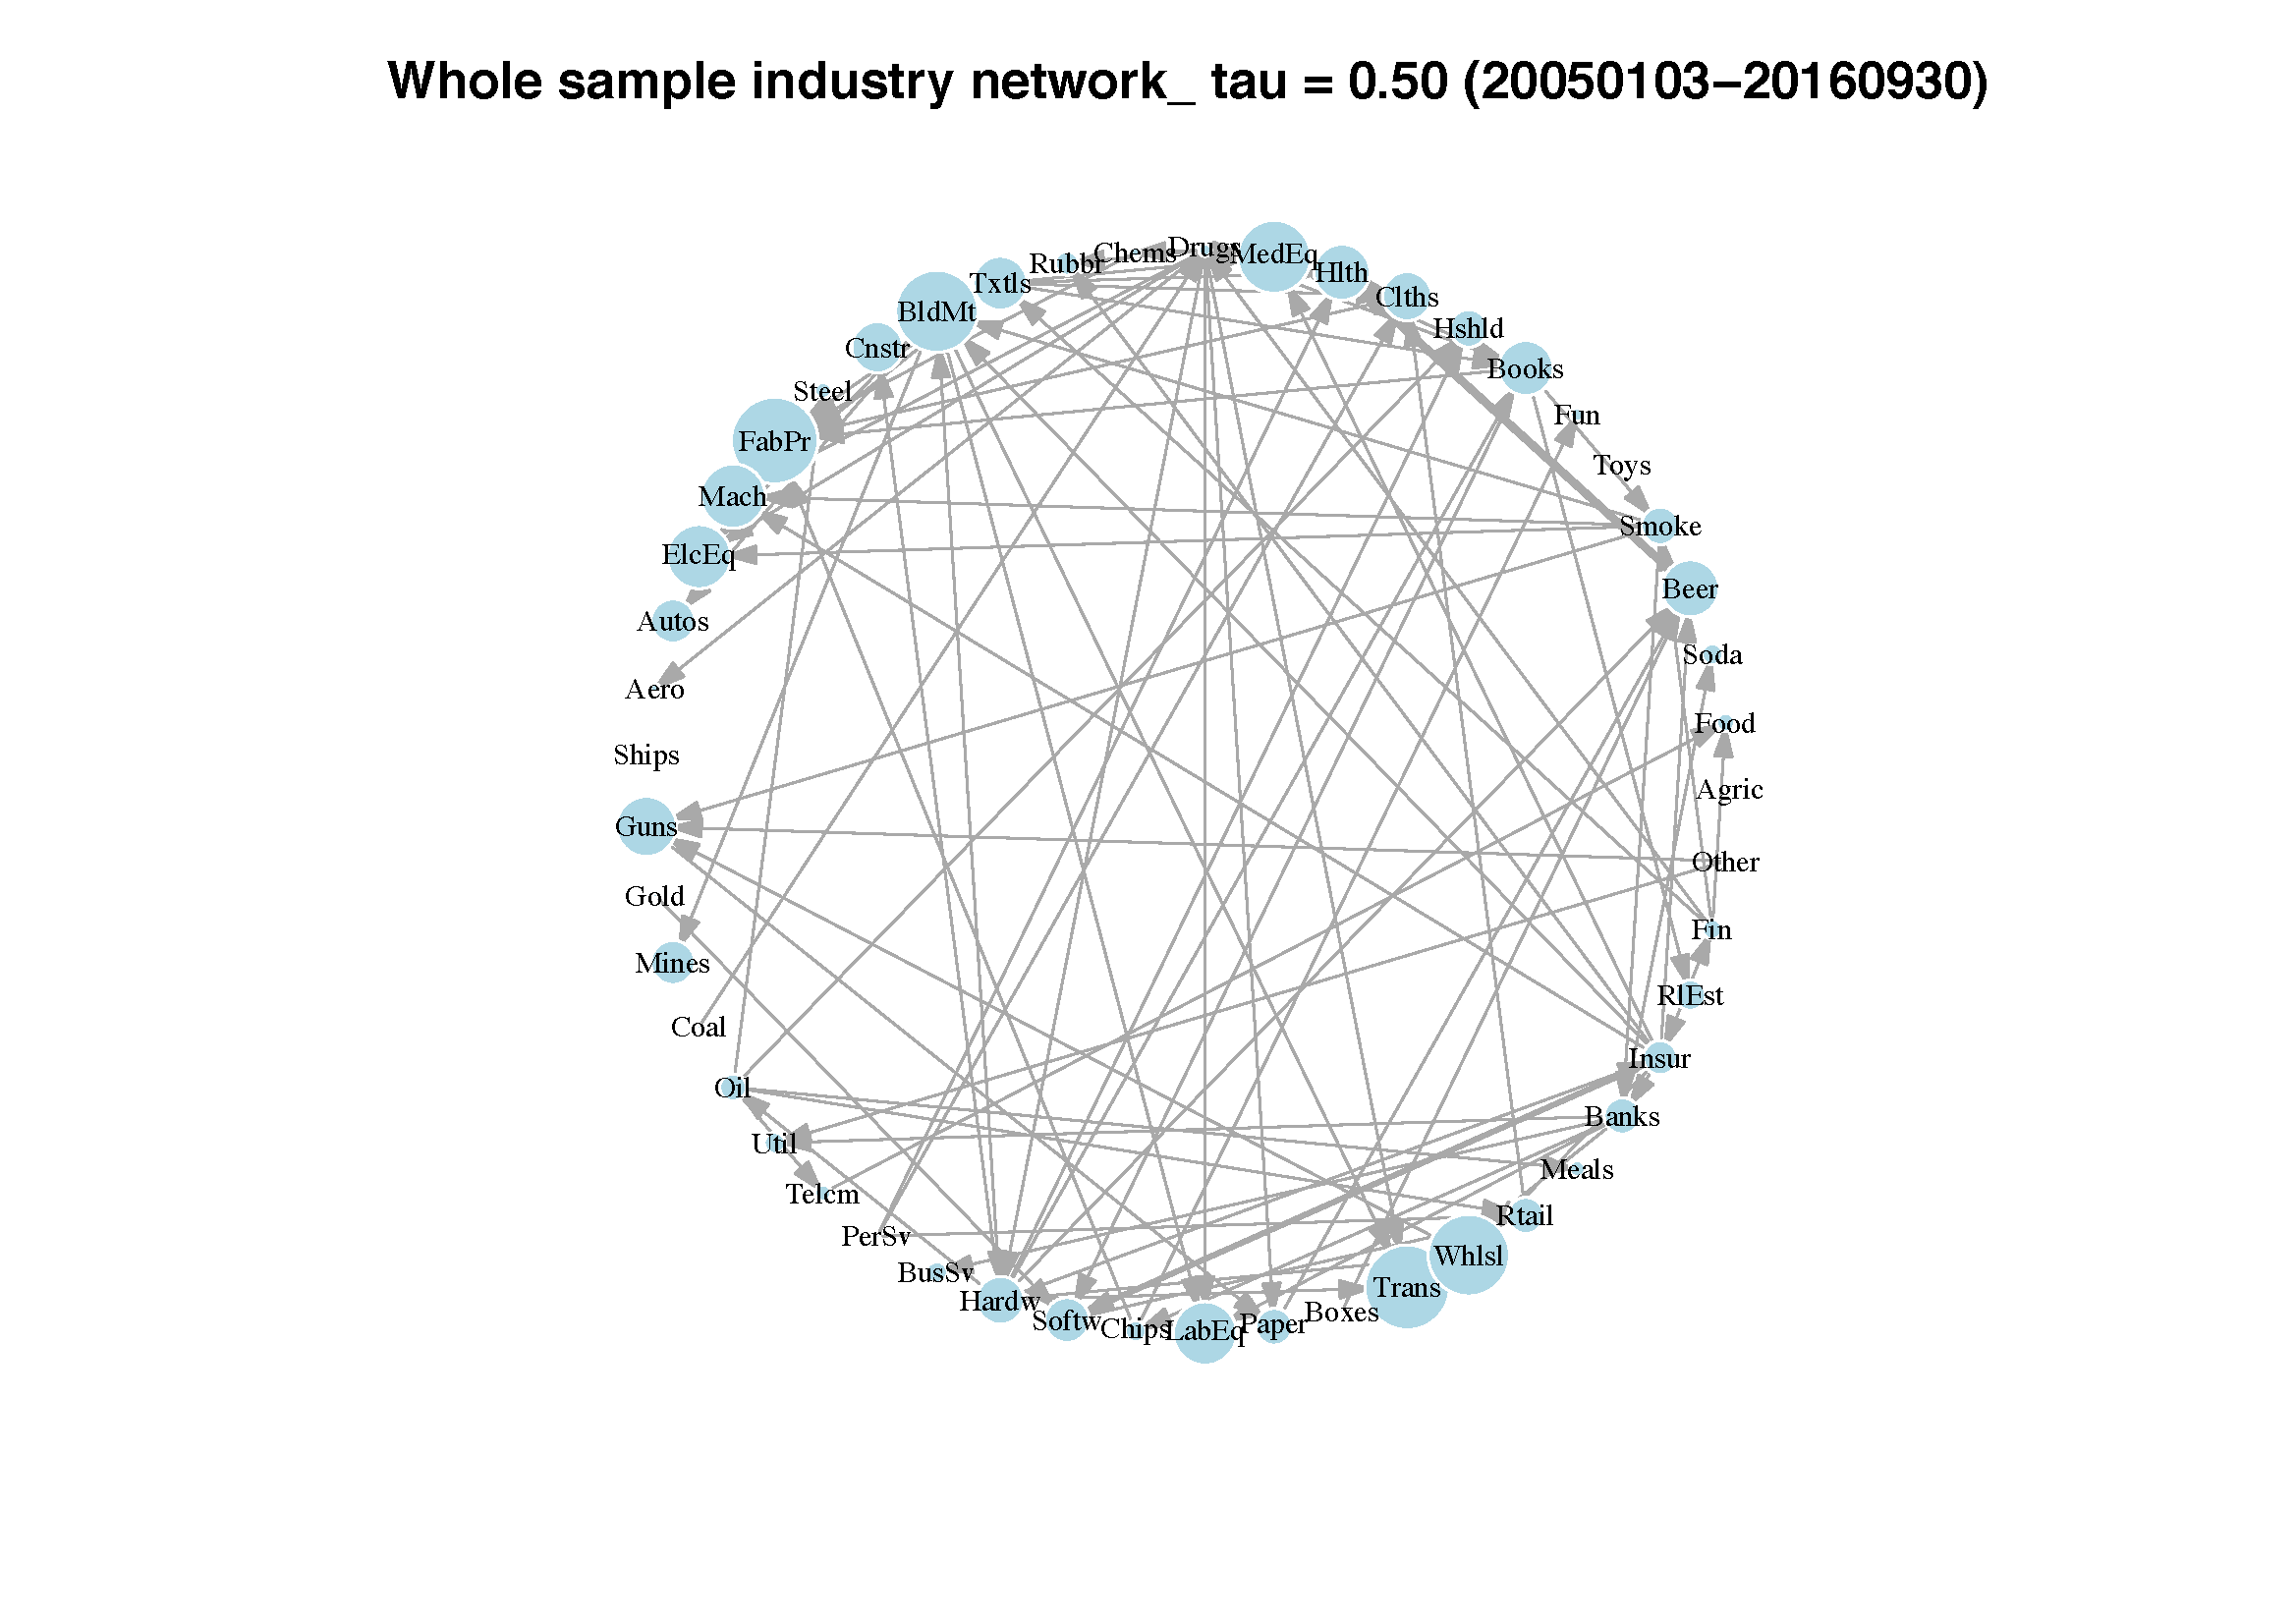 Whole sample industry network_ tau = 0.50 (20050103−20160930)
Drugs
MedEq
Chems
Rubbr
Hlth
Txtls
Clths
BldMt
Hshld
Cnstr
Books
Steel
Fun
FabPr
Toys
Mach
Smoke
ElcEq
Beer
Autos
Soda
Aero
Food
Ships
Agric
Guns
Other
Gold
Fin
Mines
RlEst
Coal
Insur
Oil
Banks
Util
Meals
Telcm
Rtail
PerSv
Whlsl
BusSv
Trans
Hardw
Boxes
Softw
Paper
Chips
LabEq